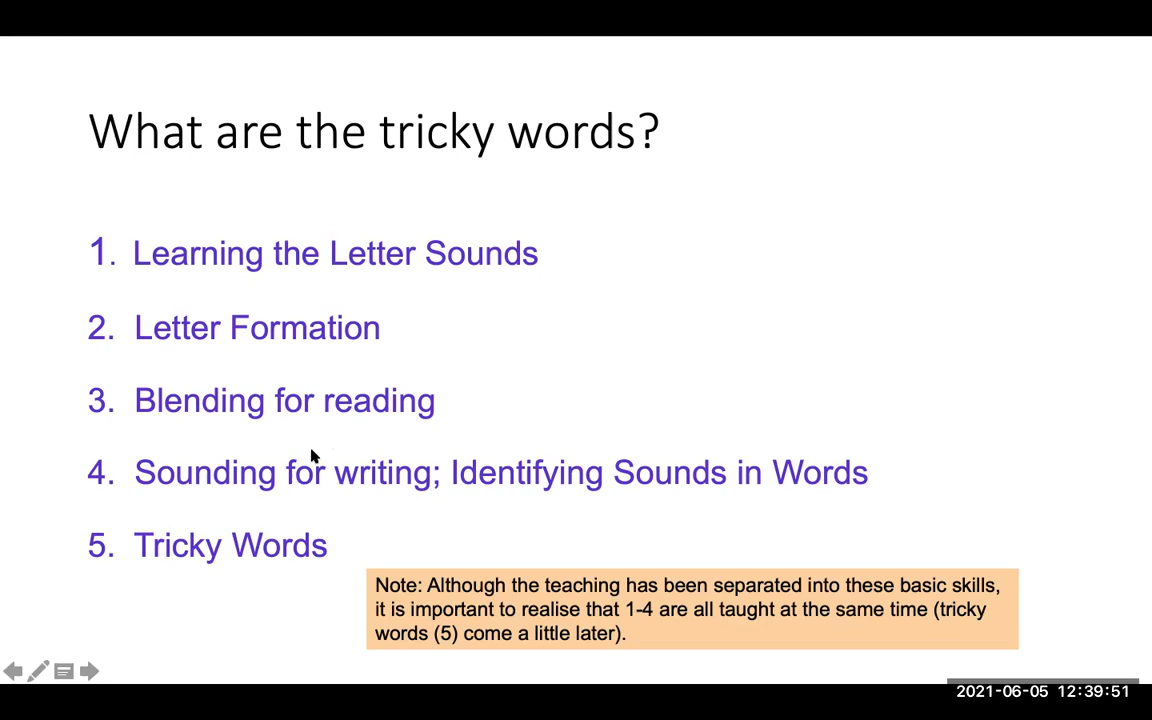 What are the tricky words?
1. Learning the Letter Sounds
2. Letter Formation
3. Blending for reading
4. Sounding for writing; Identifying Sounds in Words
5. Tricky Words
Note: Although the teaching has been separated into these basic skills,
it is important to realise that 1-4 are all taught at the same time (tricky
words (5) come a little later).
2021-06-05 12:39:51